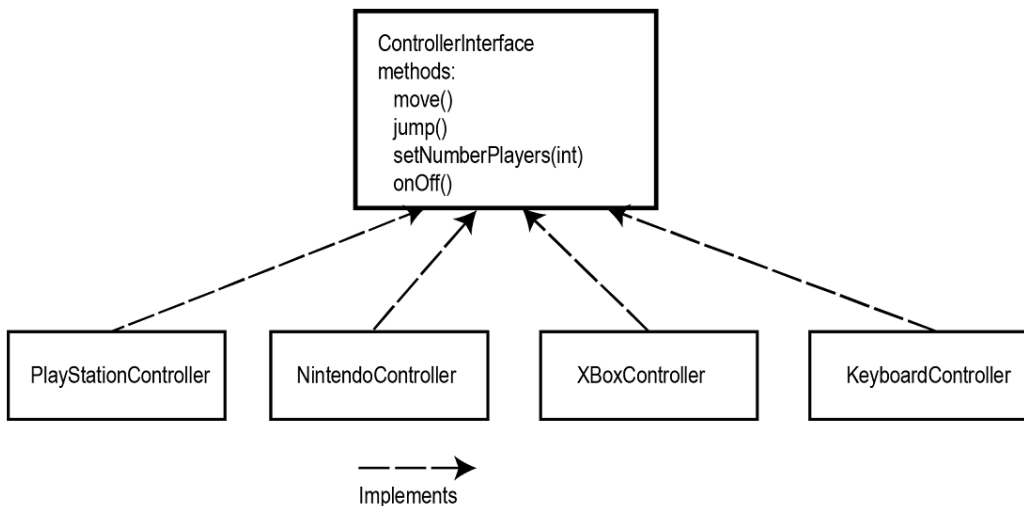 ControllerInterface
methods:
move()
jump()
setNumberPlayers(int)
onOff()
PlayStationController
NintendoController
XBoxController
KeyboardController
Implements